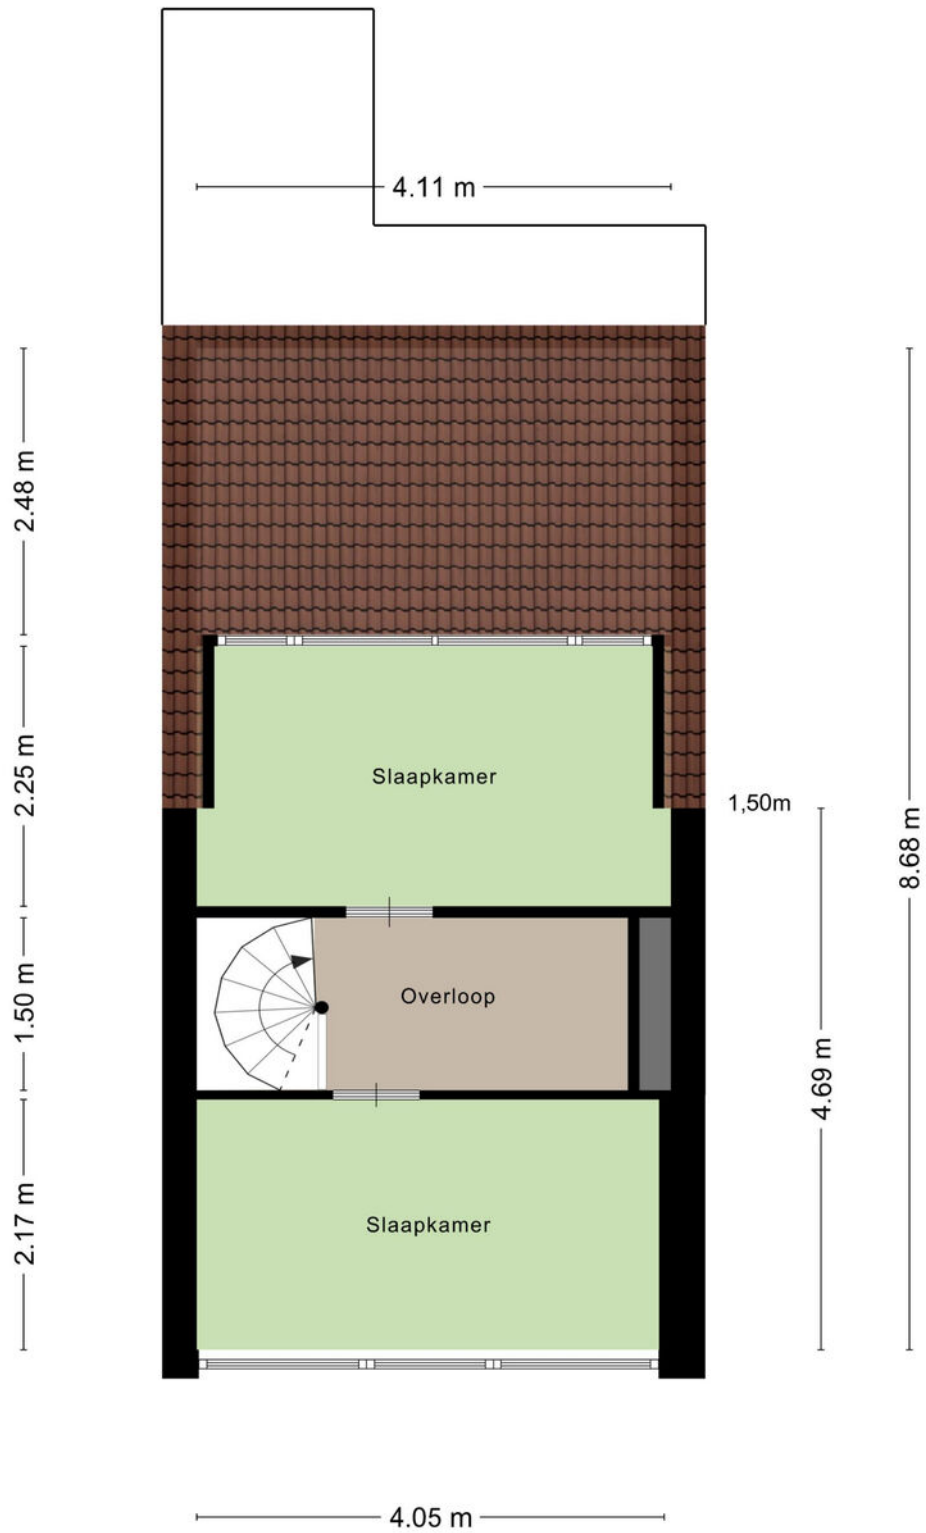 4.11 m
2.48 m
2.25 m
Slaapkamer
1,50m
8.68 m
1.50 m
Overloop
4.69 m
2.17 m
Slaapkamer
4.05 m